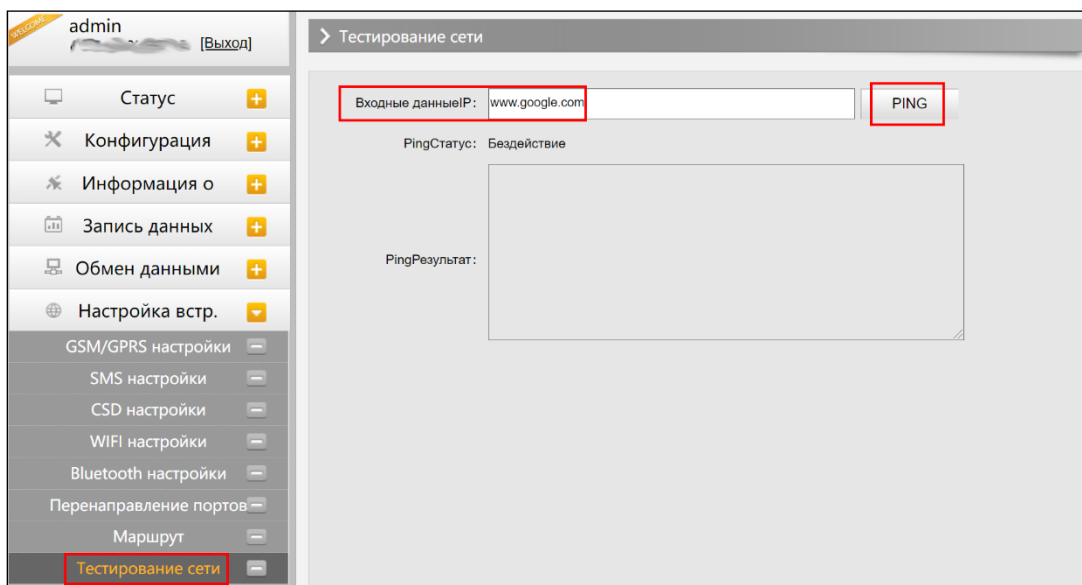 WELCOME
admin
[Выход]
Статус
Конфигурация
Информация о
Запись данных
Обмен данными
Настройка встр.
GSM/GPRS настройки
SMS настройки
CSD настройки
WIFI настройки
Bluetooth настройки
Перенаправление портов
Маршрут
Тестирование сети
Тестирование сети
Входные данныеIP: www.google.com PING
PingСтатус: Бездействие
PingРезультат: